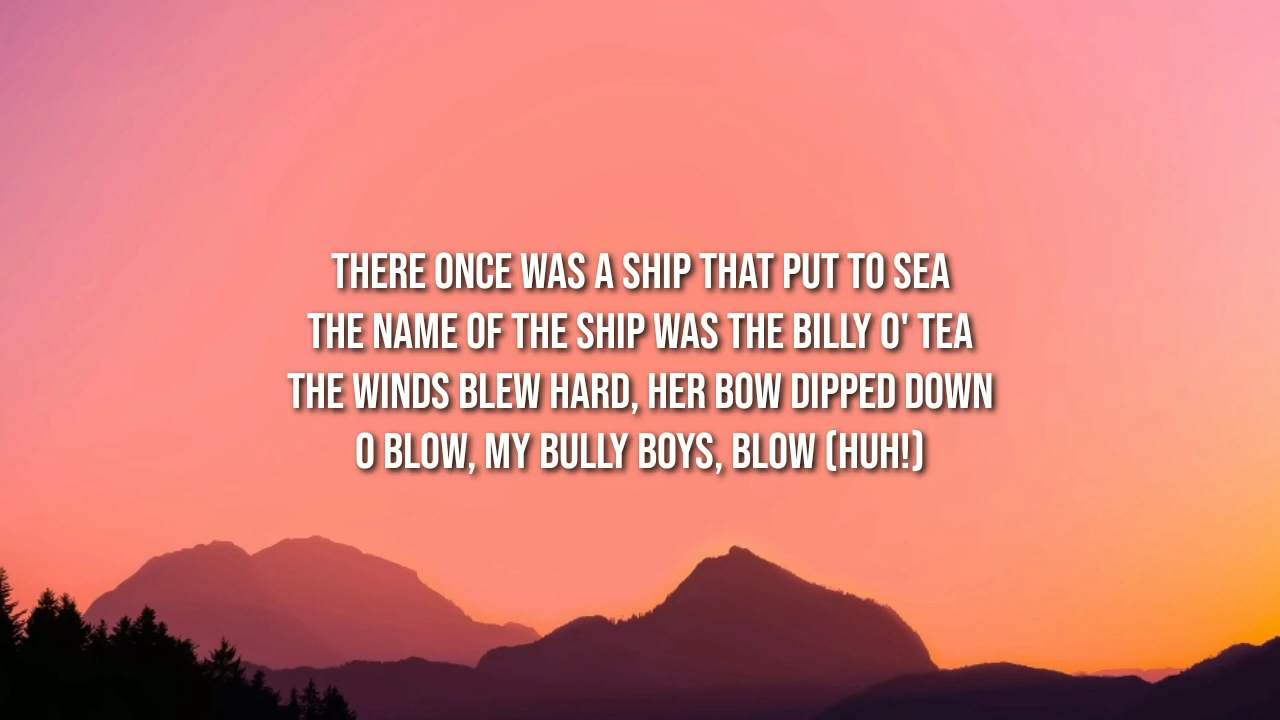 THERE ONCE WAS A SHIP THAT PUT TO SEA
THE NAME OF THE SHIP WAS THE BILLY O' TEA
THE WINDS BLEW HARD, HER BOW DIPPED DOWN
O BLOW, MY BULLY BOYS, BLOW (HUH!)